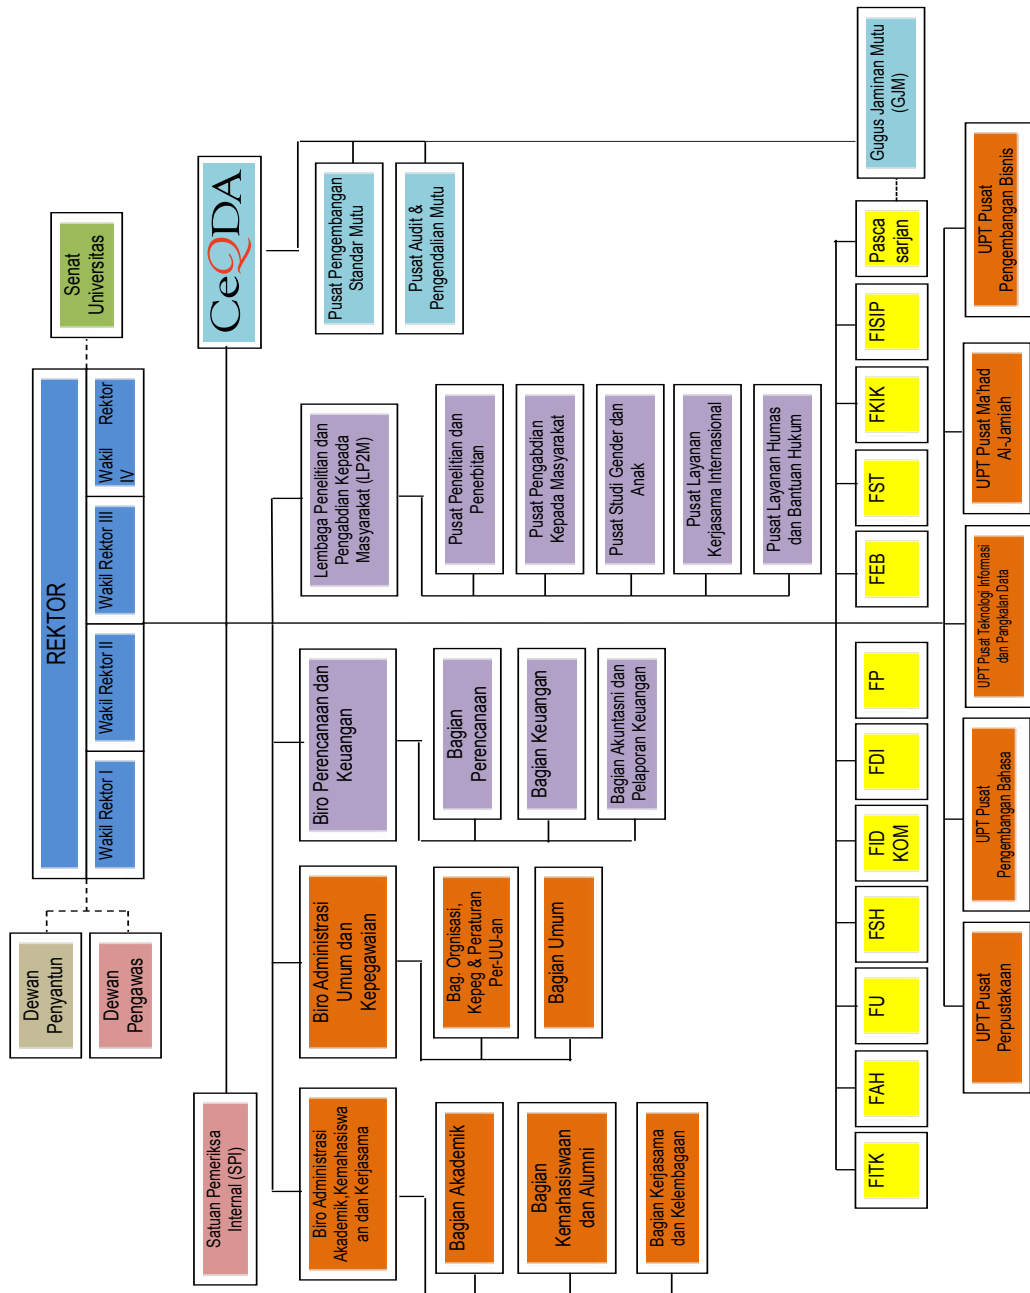 REKTOR
Wakil Rektor I
Wakil Rektor II
Wakil Rektor III
Wakil Rektor
IV
Dewan
Penyantun
Dewan
Pengawas
Senat
Universitas
Satuan Pemeriksa
Internal (SPI)
CeQDA
Biro Administrasi
Akademik,Kemahasiswa
an dan Kerjasama
Bagian Akademik
Bagian
Kemahasiswaan
dan Alumni
Bagian Kerjasama
dan Kelembagaan
Biro Administrasi
Umum dan
Kepegawaian
Bag. Orgnisasi,
Kepeg & Peraturan
Per-UU-an
Bagian Umum
Biro Perencanaan dan
Keuangan
Bagian
Perencanaan
Bagian Keuangan
Bagian Akuntasni dan
Pelaporan Keuangan
Lembaga Penelitian dan
Pengabdian Kepada
Masyarakat (LP2M)
Pusat Penelitian dan
Penerbitan
Pusat Pengabdian
Kepada Masyarakat
Pusat Studi Gender dan
Anak
Pusat Layanan
Kerjasama Internasional
Pusat Layanan Humas
dan Bantuan Hukum
Pusat Pengembangan
Standar Mutu
Pusat Audit &
Pengendalian Mutu
FITK
FAH
FU
FSH
FID
KOM
FDI
FP
FEB
FST
FKIK
FISIP
Pasca
sarjan
Gugus Jaminan Mutu
(GJM)
UPT Pusat
Perpustakaan
UPT Pusat
Pengembangan Bahasa
UPT Pusat Teknologi Informasi
dan Pangkalan Data
UPT Pusat Ma'had
Al-Jamiah
UPT Pusat
Pengembangan Bisnis